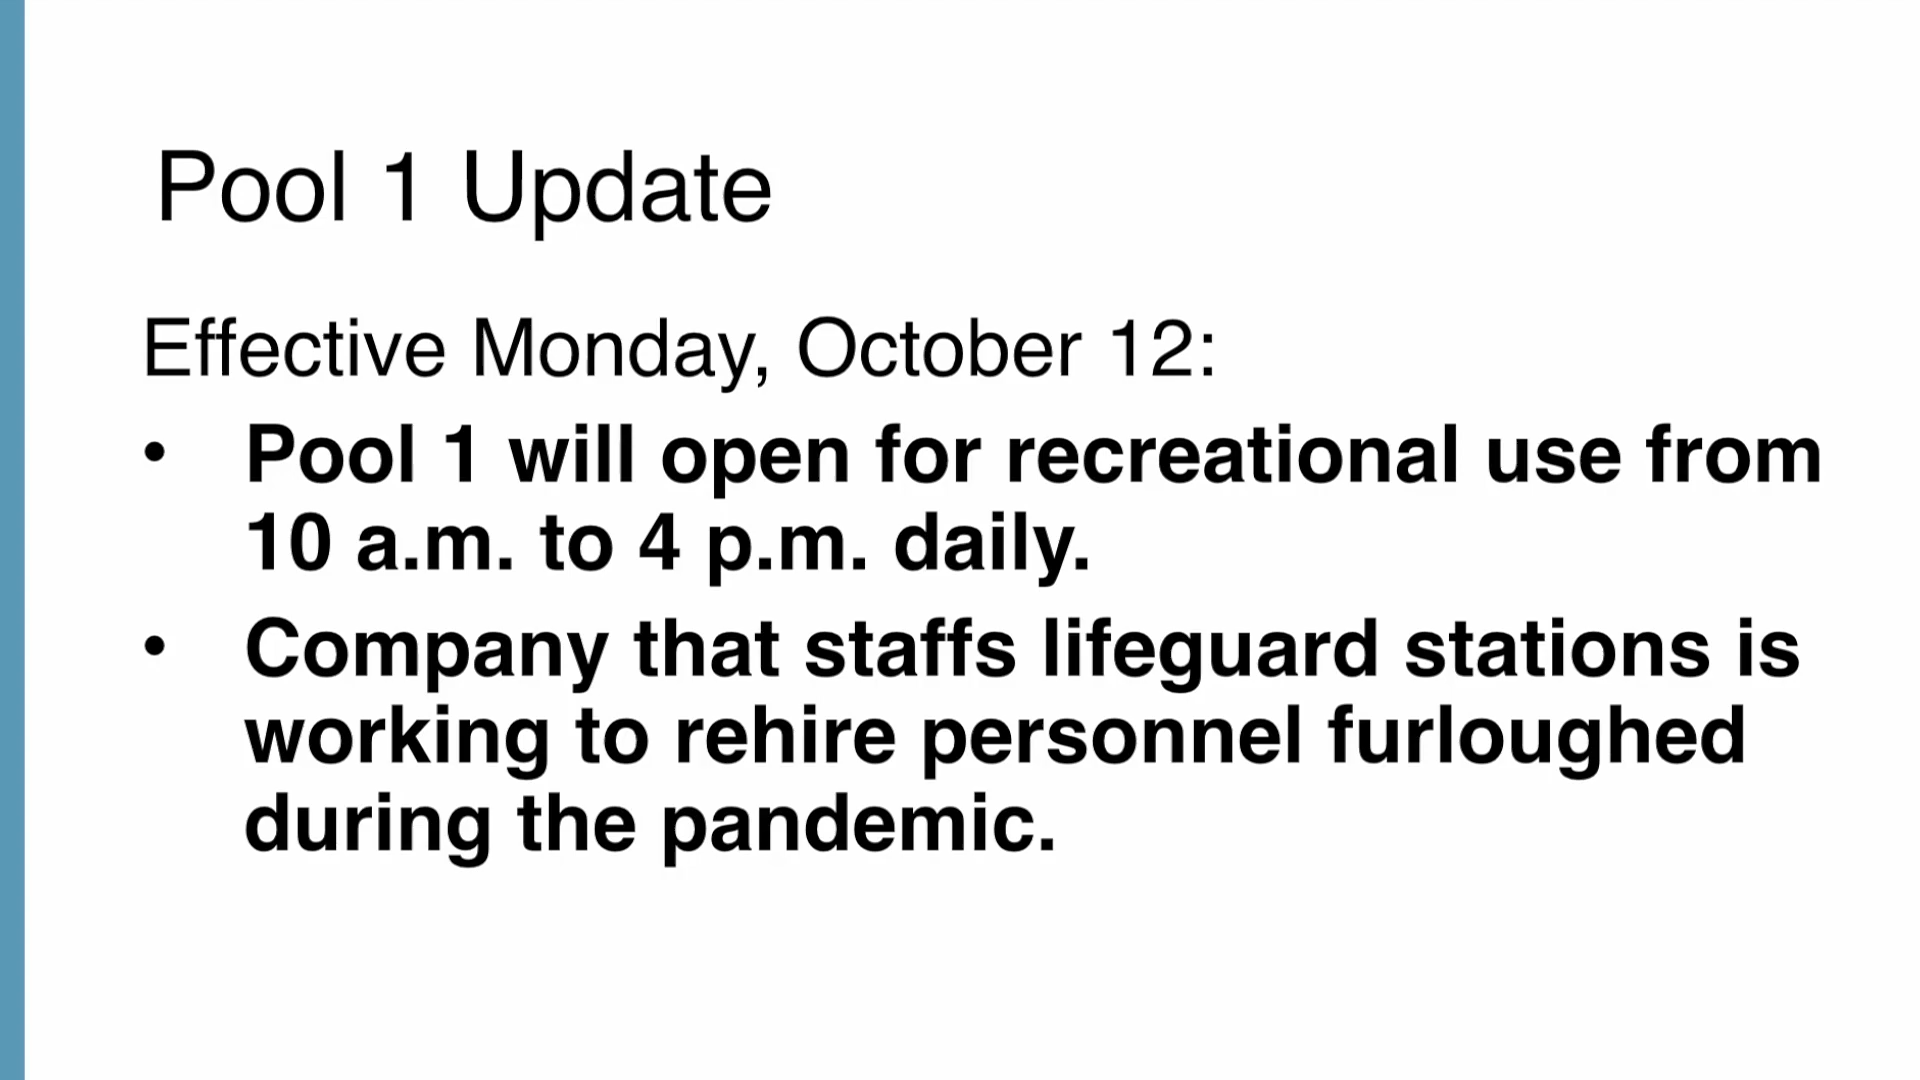 Pool 1 Update
Effective Monday, October 12:
• Pool 1 will open for recreational use from
10 a.m. to 4 p.m. daily.
• Company that staffs lifeguard stations is
working to rehire personnel furloughed
during the pandemic.